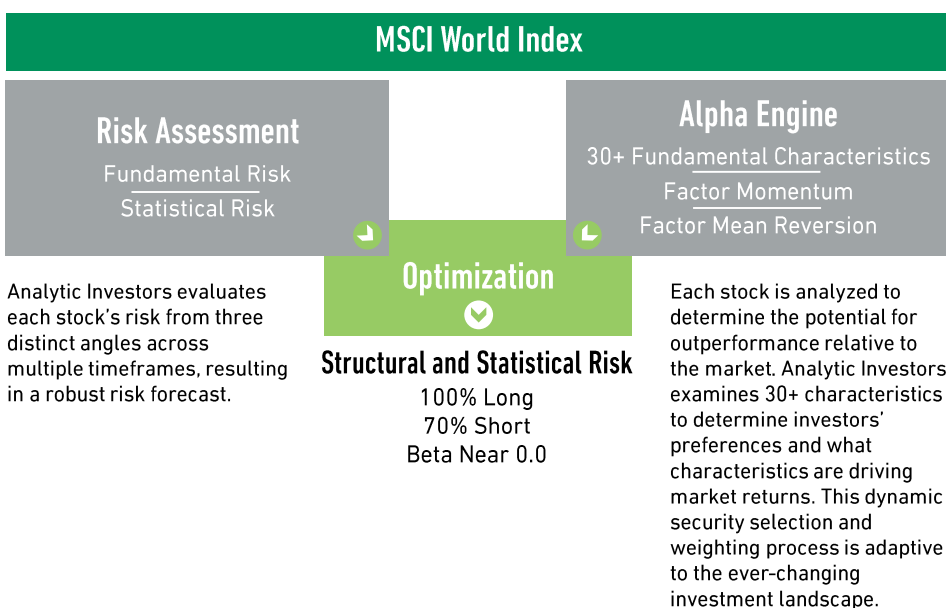 MSCI World Index
Risk Assessment
Fundamental Risk
Statistical Risk
Alpha Engine
30+ Fundamental Characteristics
Factor Momentum
Factor Mean Reversion
Optimization
Structural and Statistical Risk
100% Long
70% Short
Beta Near 0.0
Analytic Investors evaluates
each stock’s risk from three
distinct angles across
multiple timeframes, resulting
in a robust risk forecast.
Each stock is analyzed to
determine the potential for
outperformance relative to
the market. Analytic Investors
examines 30+ characteristics
to determine investors’
preferences and what
characteristics are driving
market returns. This dynamic
security selection and
weighting process is adaptive
to the ever-changing
investment landscape.